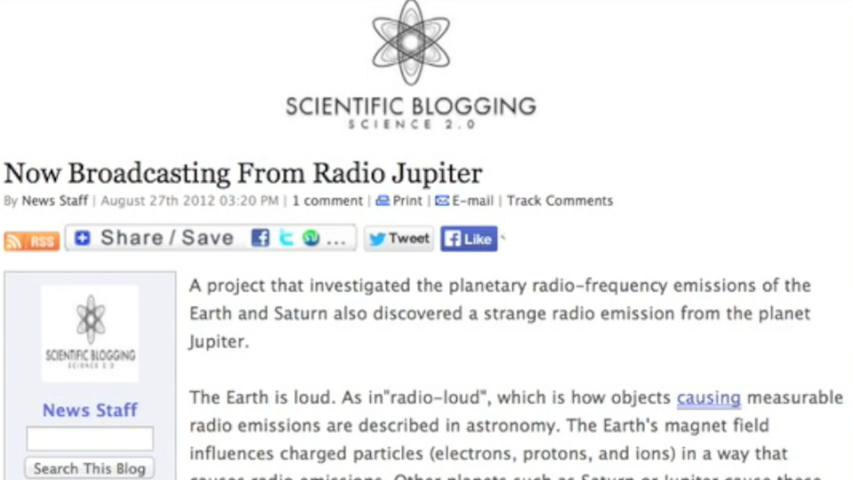 SCIENTIFIC BLOGGING
SCIENCE 2.0
Now Broadcasting From Radio Jupiter
By News Staff | August 27th 2012 03:20 PM | 1 comment | Print | E-mail | Track Comments
RSS Share / Save ... Tweet Like
A project that investigated the planetary radio-frequency emissions of the
Earth and Saturn also discovered a strange radio emission from the planet
Jupiter.
SCIENTIFIC BLOGGING
SCIENCE 2.0
News Staff
Search This Blog
The Earth is loud. As in"radio-loud", which is how objects causing measurable
radio emissions are described in astronomy. The Earth's magnet field
influences charged particles (electrons, protons, and ions) in a way that
causes radio emissions. Other planets such as Saturn or Jupiter cause these